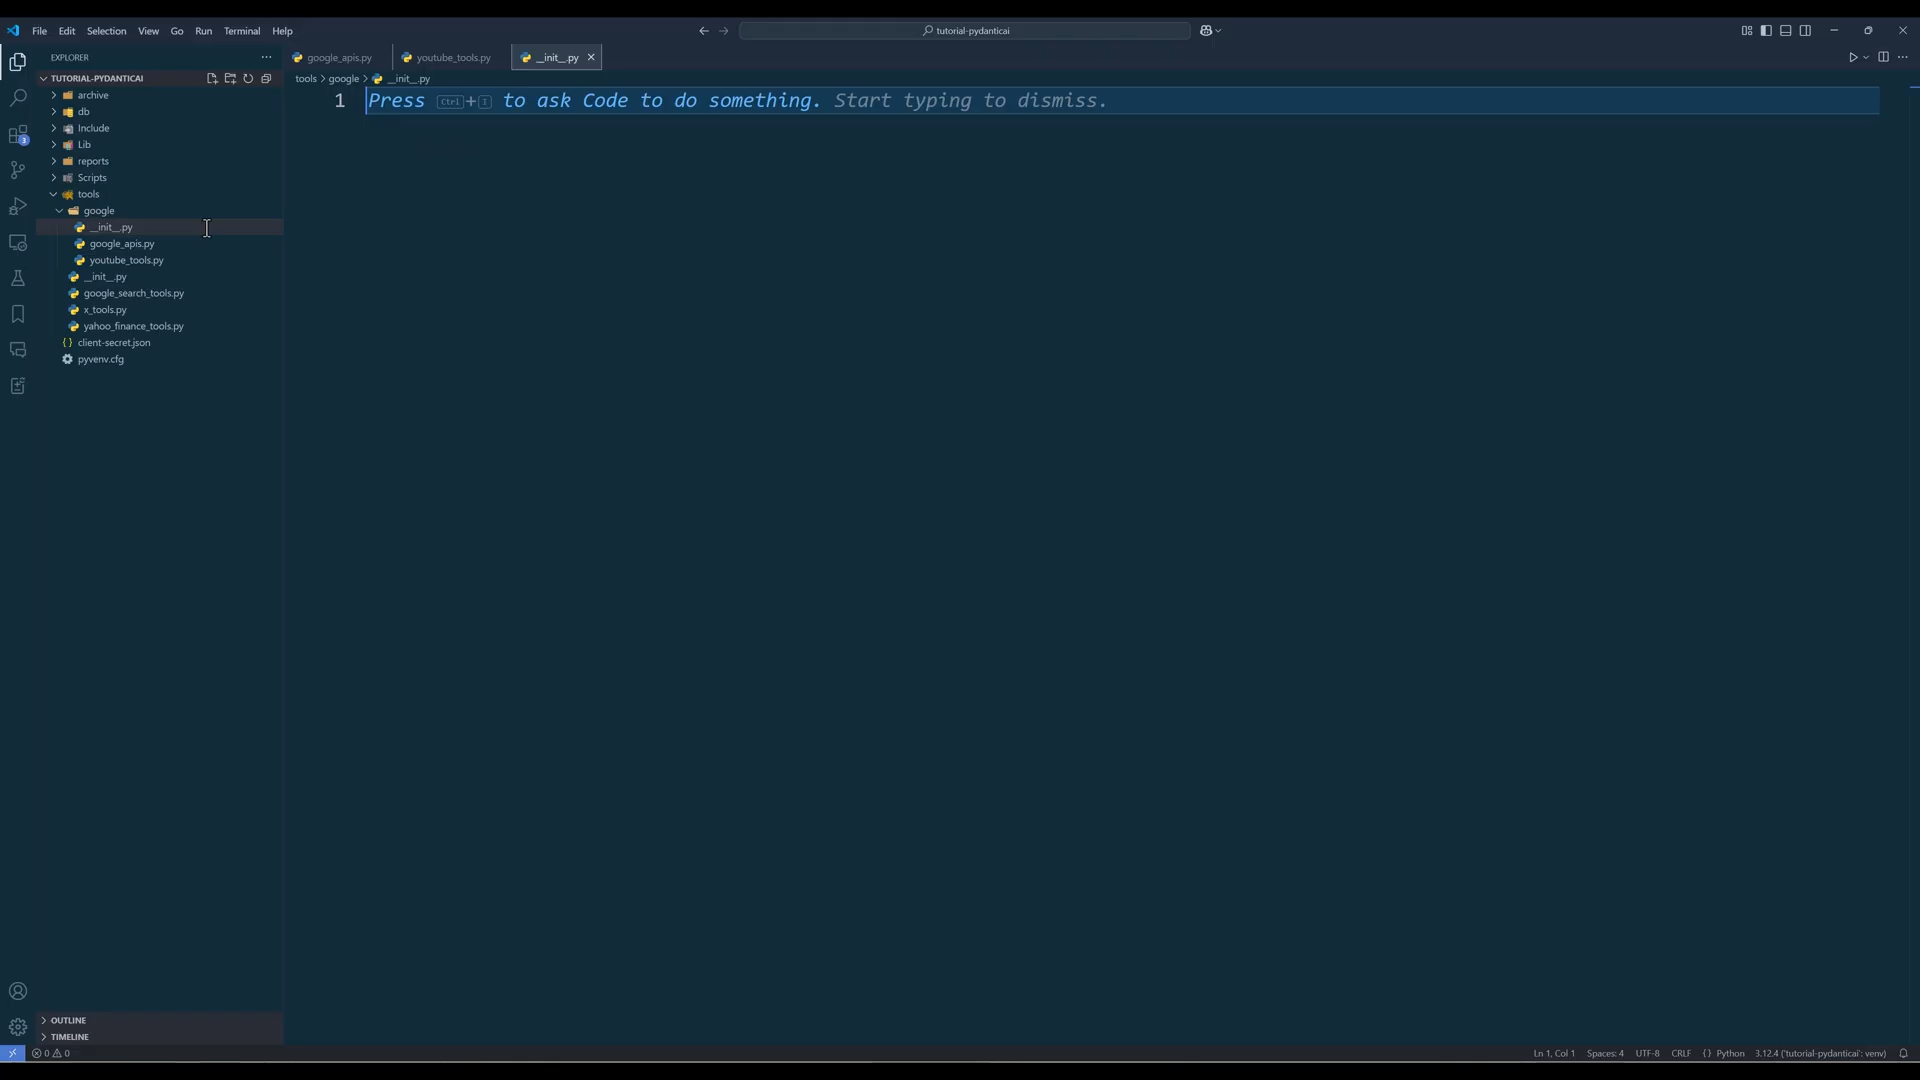 File Edit Selection View Go Run Terminal Help
tutorial-pydanticai
EXPLORER
google_apis.py
youtube_tools.py
__init__.py
TUTORIAL-PYDANTICAI
tools > google > __init__.py
1
Press Ctrl+I to ask Code to do something. Start typing to dismiss.
archive
db
Include
Lib
reports
Scripts
tools
google
__init__.py
google_apis.py
youtube_tools.py
__init__.py
google_search_tools.py
x_tools.py
yahoo_finance_tools.py
client-secret.json
pyvenv.cfg
3
OUTLINE
TIMELINE
0 0
Ln 1, Col 1 Spaces: 4 UTF-8 CRLF { } Python 3.12.4 ('tutorial-pydanticai': venv)